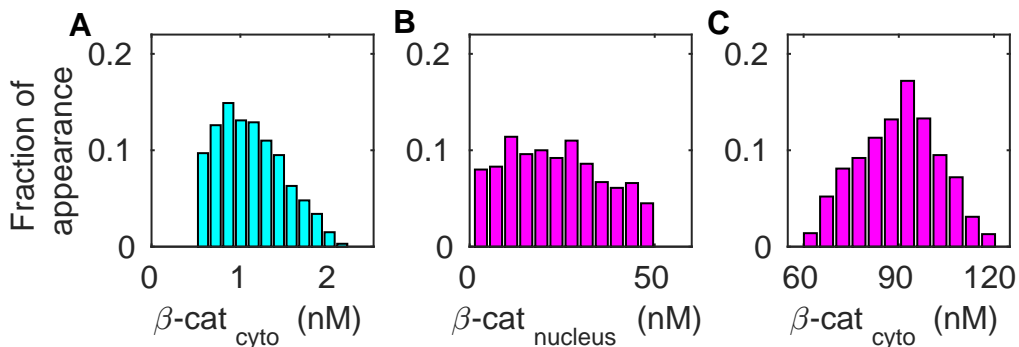 A
B
C
Fraction of
appearance
0.2
0.1
0
0
1
2
β-cat cyto (nM)
0.2
0.1
0
0
50
β-cat nucleus (nM)
0.2
0.1
0
60
90
120
β-cat cyto (nM)